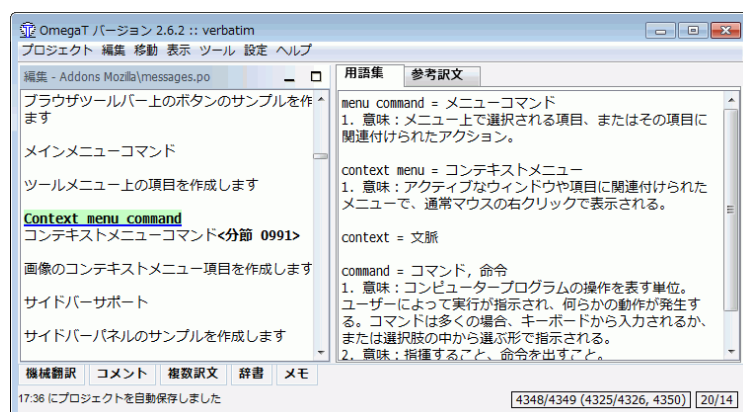 OmegaT バージョン 2.6.2 :: verbatim
プロジェクト 編集 移動 表示 ツール 設定 ヘルプ
編集 - Addons Mozilla\messages.po
ブラウザツールバー上のボタンのサンプルを作
ます
メインメニューコマンド
ツールメニュー上の項目を作成します
Context menu command
コンテキストメニューコマンド<分節 0991>
画像のコンテキストメニュー項目を作成します
サイドバーサポート
サイドバーパネルのサンプルを作成します
用語集 参考訳文
menu command = メニューコマンド
1. 意味：メニュー上で選択される項目、またはその項目に
関連付けられたアクション。
context menu = コンテキストメニュー
1. 意味：アクティブなウィンドウや項目に関連付けられた
メニューで、通常マウスの右クリックで表示される。
context = 文脈
command = コマンド, 命令
1. 意味：コンピュータープログラムの操作を表す単位。
ユーザーによって実行が指示され、何らかの動作が発生す
る。コマンドは多くの場合、キーボードから入力されるか、
または選択肢の中から選ぶ形で指示される。
2. 意味：指揮すること、命令を出すこと。
機械翻訳 コメント 複数訳文 辞書 メモ
17:36 にプロジェクトを自動保存しました
4348/4349 (4325/4326, 4350) 20/14